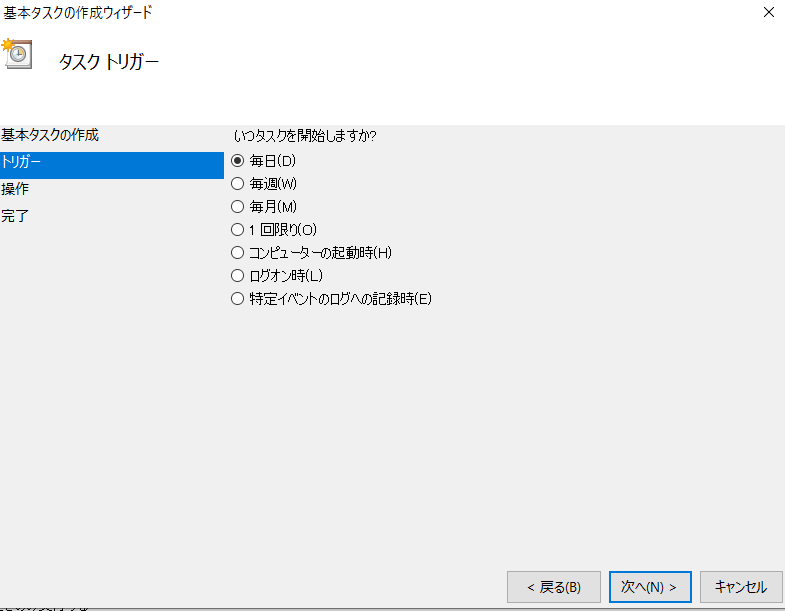 基本タスクの作成ウィザード
タスク トリガー
基本タスクの作成
トリガー
操作
完了
いつタスクを開始しますか?
毎日(D)
毎週(W)
毎月(M)
1 回限り(O)
コンピューターの起動時(H)
ログオン時(L)
特定イベントのログへの記録時(E)
< 戻る(B)
次へ(N) >
キャンセル